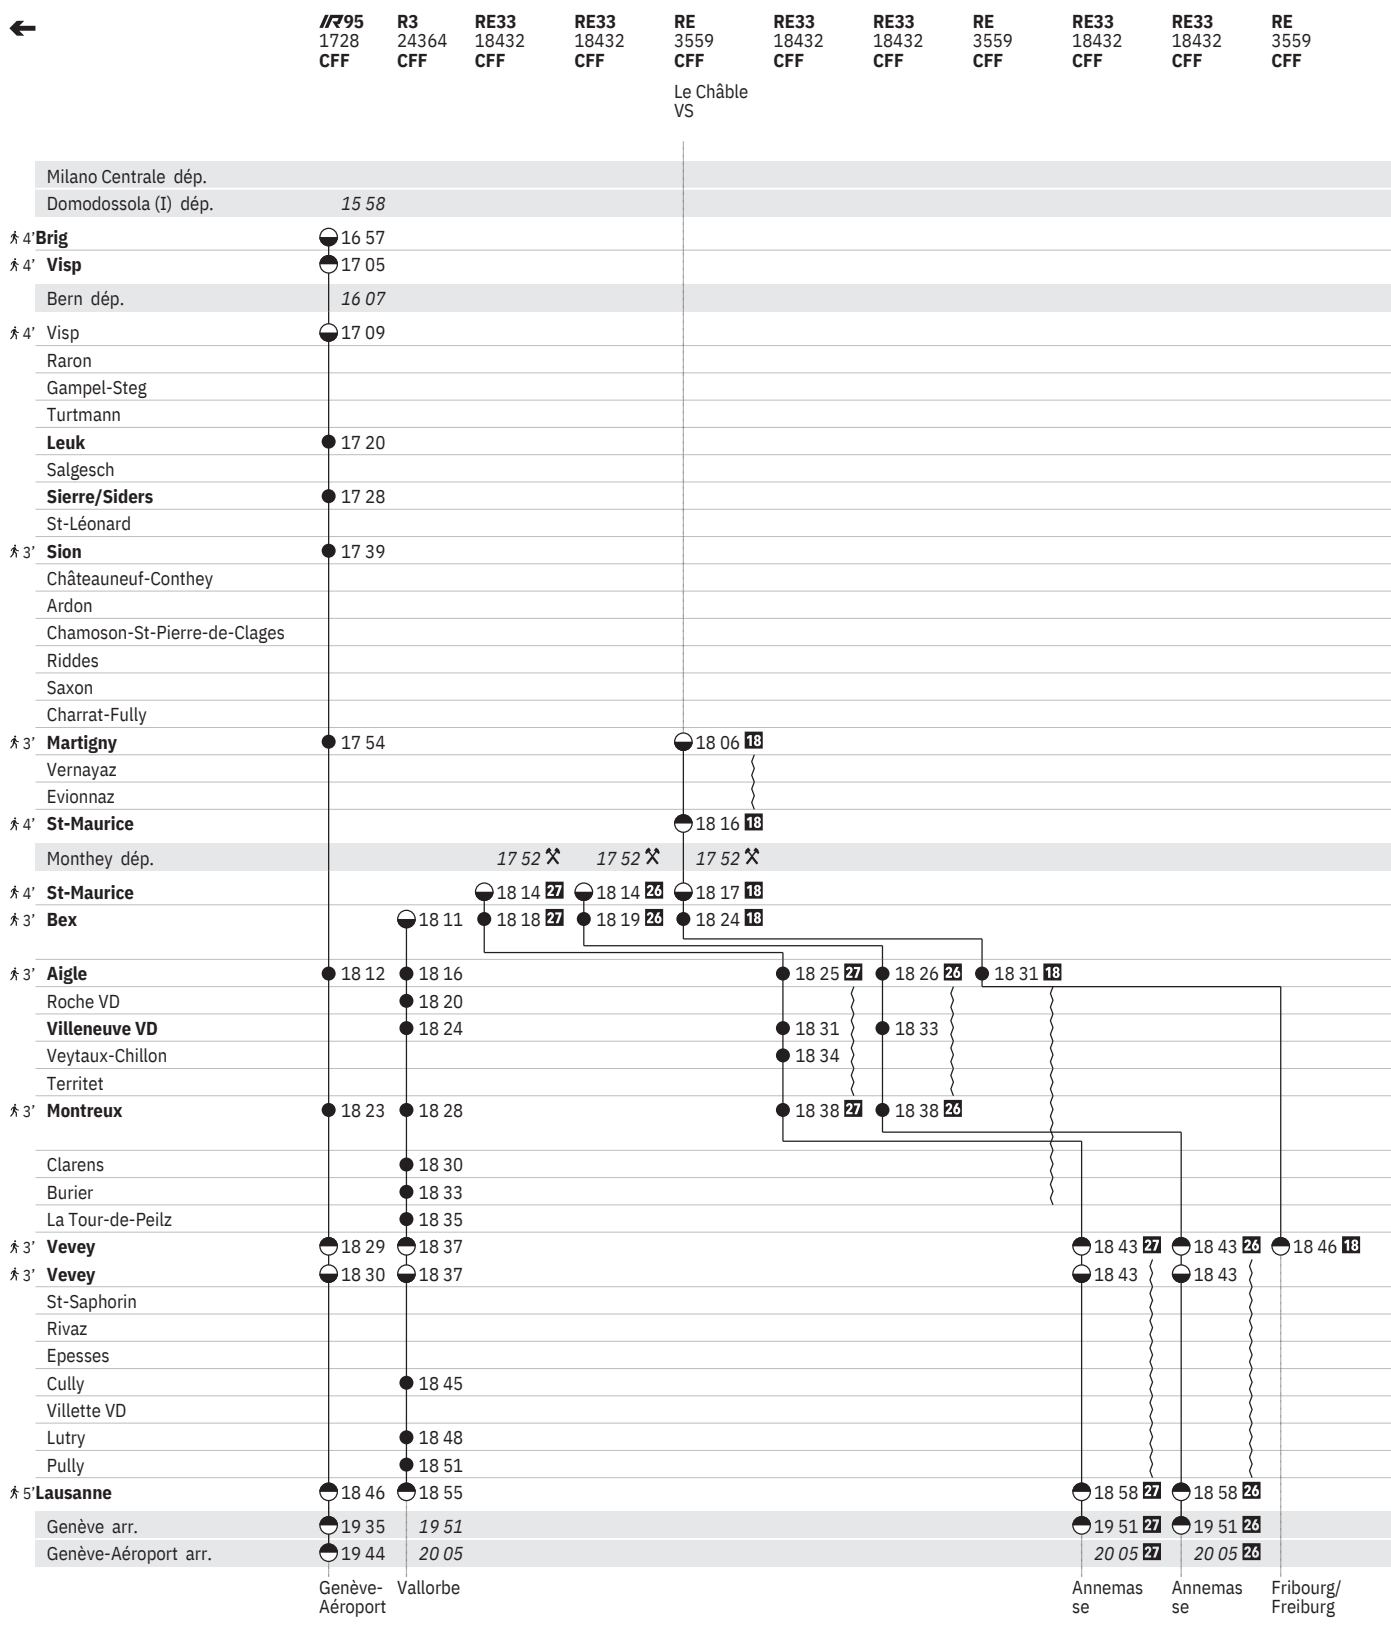 IR95 R3 RE33 RE33 RE RE33 RE33 RE RE33 RE33 RE
1728 24364 18432 18432 3559 18432 18432 3559 18432 18432 3559
CFF CFF CFF CFF CFF CFF CFF CFF CFF CFF CFF
Le Châble
VS
Milano Centrale dép.
Domodossola (I) dép. 15 58
4' Brig 16 57
4' Visp 17 05
Bern dép. 16 07
4' Visp 17 09
Raron
Gampel-Steg
Turtmann
Leuk 17 20
Salgesch
Sierre/Siders 17 28
St-Léonard
3' Sion 17 39
Châteauneuf-Conthey
Ardon
Chamoson-St-Pierre-de-Clages
Riddes
Saxon
Charrat-Fully
3' Martigny 17 54 18 06 18
Vernayaz
Evionnaz
4' St-Maurice 18 16 18
Monthey dép. 17 52 17 52 17 52
4' St-Maurice 18 14 27 18 14 26 18 17 18
3' Bex 18 11 18 18 27 18 19 26 18 24 18
3' Aigle 18 12 18 16 18 25 27 18 26 26 18 31 18
Roche VD 18 20
Villeneuve VD 18 24 18 31 18 33
Veytaux-Chillon 18 34
Territet
3' Montreux 18 23 18 28 18 38 27 18 38 26
Clarens 18 30
Burier 18 33
La Tour-de-Peilz 18 35
3' Vevey 18 29 18 37 18 43 27 18 43 26 18 46 18
3' Vevey 18 30 18 37 18 43 18 43
St-Saphorin
Rivaz
Epesses
Cully 18 45
Villette VD
Lutry 18 48
Pully 18 51
5' Lausanne 18 46 18 55 18 58 27 18 58 26
Genève arr. 19 35 19 51 19 51 27 19 51 26
Genève-Aéroport arr. 19 44 20 05 20 05 27 20 05 26
Genève- Vallorbe Annemas Annemas Fribourg/
Aéroport se se Freiburg